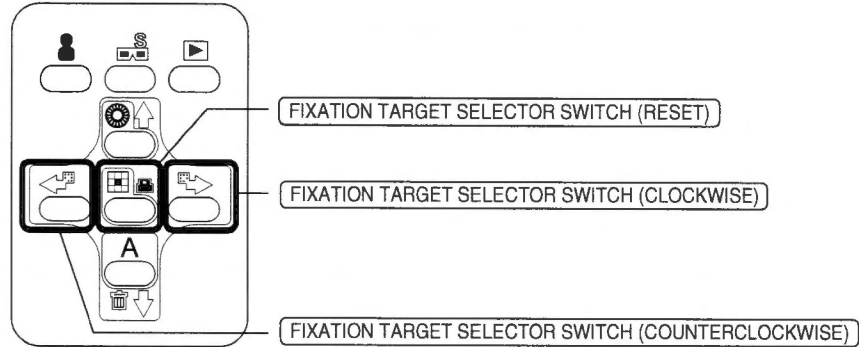 S
FIXATION TARGET SELECTOR SWITCH (RESET)
FIXATION TARGET SELECTOR SWITCH (CLOCKWISE)
A
FIXATION TARGET SELECTOR SWITCH (COUNTERCLOCKWISE)